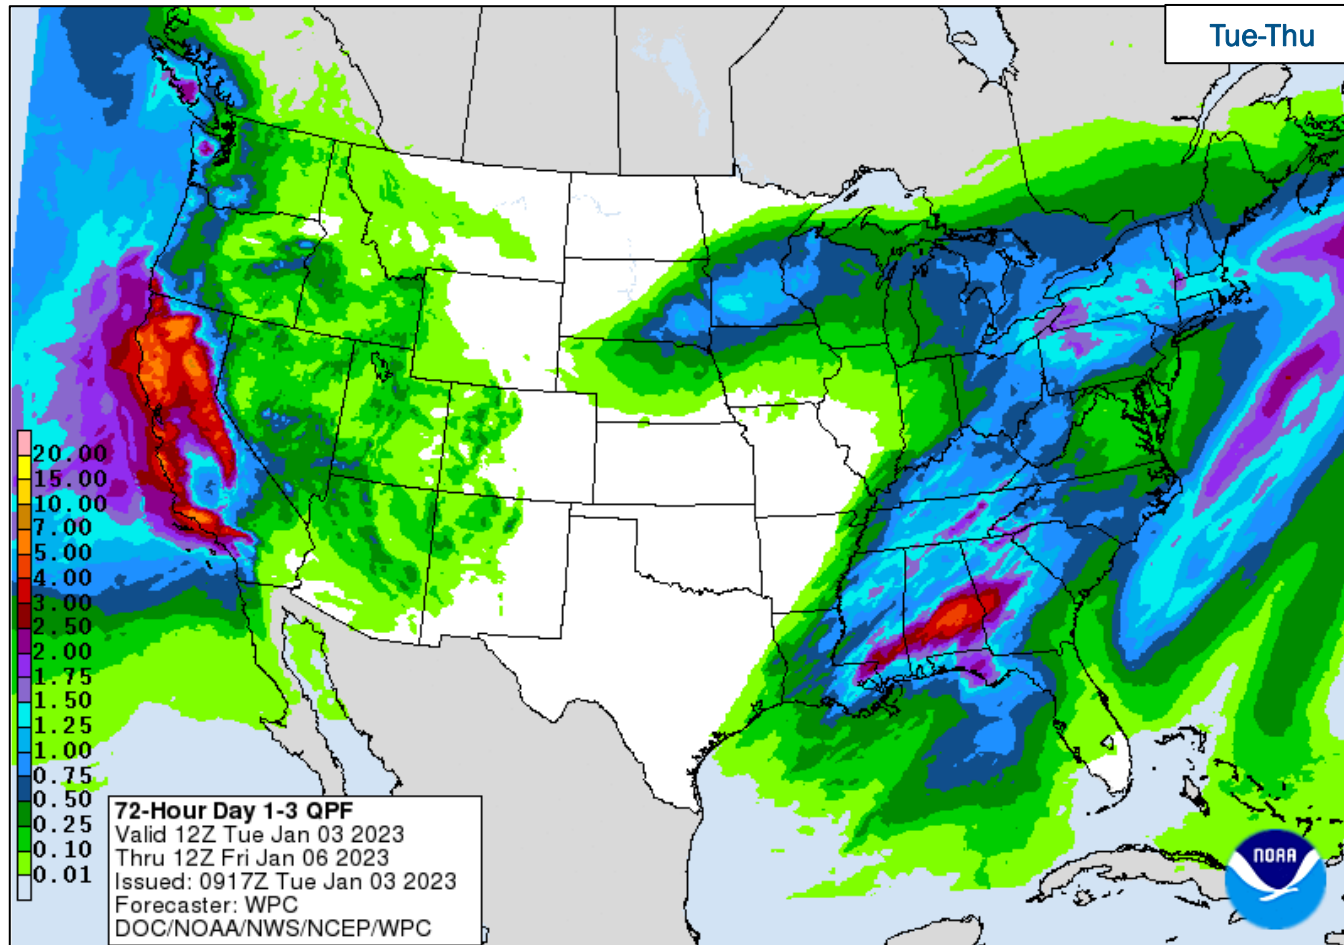 Tue-Thu
20.00
15.00
10.00
7.00
5.00
4.00
3.00
2.50
2.00
1.75
1.50
1.25
1.00
0.75
0.50
0.25
0.10
0.01
72-Hour Day 1-3 QPF
Valid 12Z Tue Jan 03 2023
Thru 12Z Fri Jan 06 2023
Issued: 0917Z Tue Jan 03 2023
Forecaster: WPC
DOC/NOAA/NWS/NCEP/WPC
NOAA